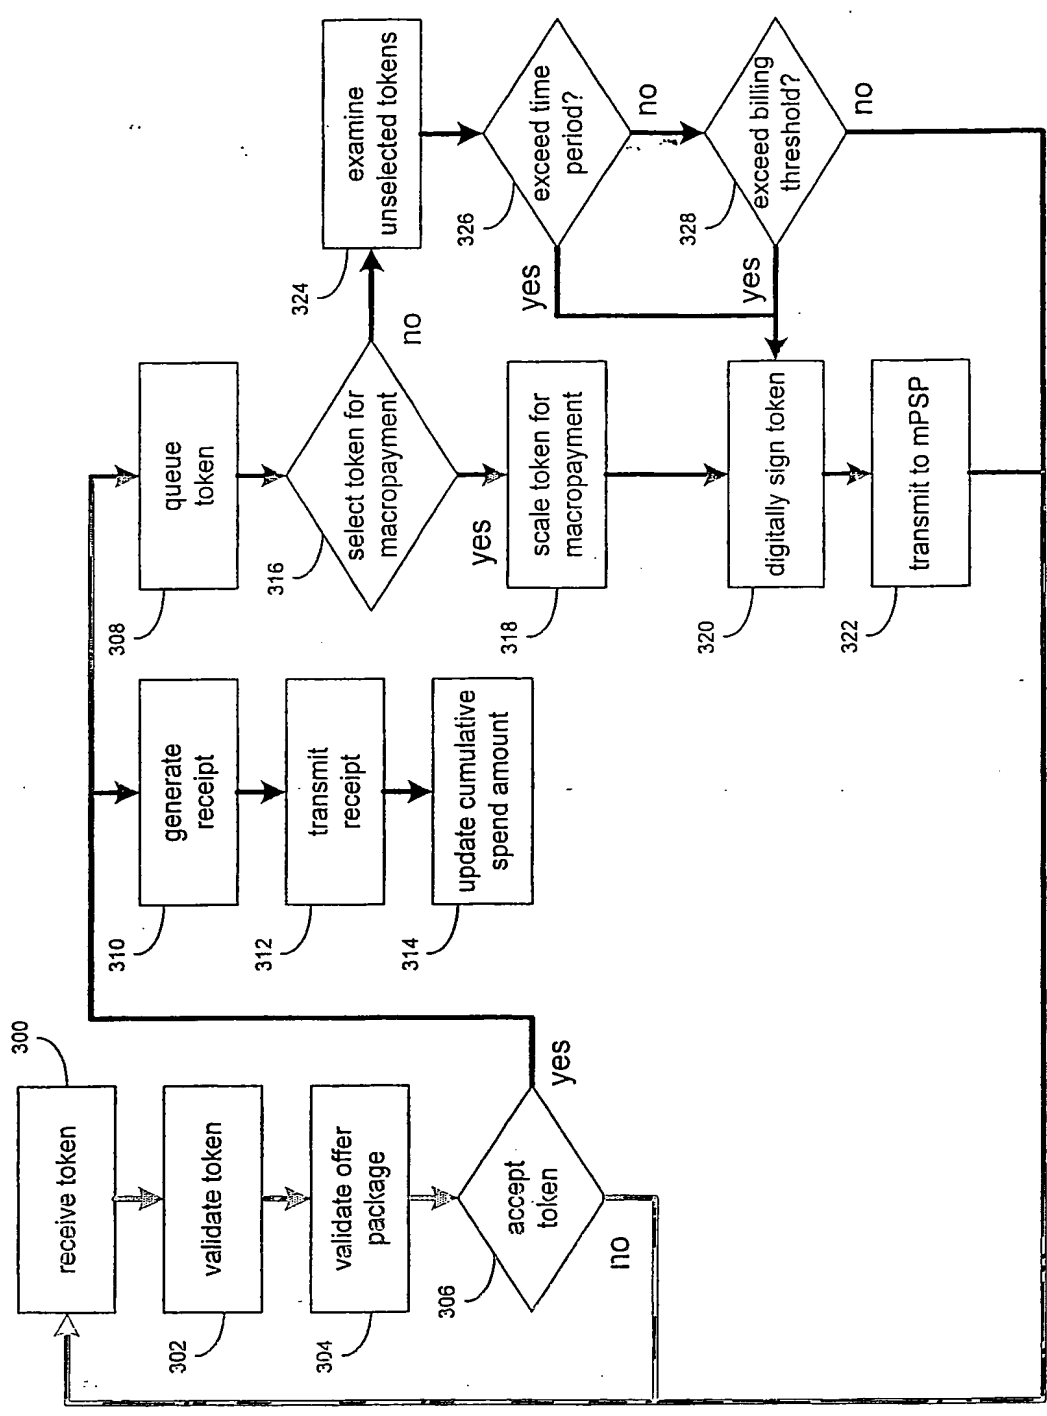 300
receive token
302
validate token
304
validate offer
package
306
accept
token
yes
no
310
generate
receipt
312
transmit
receipt
314
update cumulative
spend amount
308
queue
token
316
select token for
macropayment
no
yes
318
scale token for
macropayment
320
digitally sign token
322
transmit to mPSP
324
examine
unselected tokens
326
exceed time
period?
yes
no
328
exceed billing
threshold?
yes
no